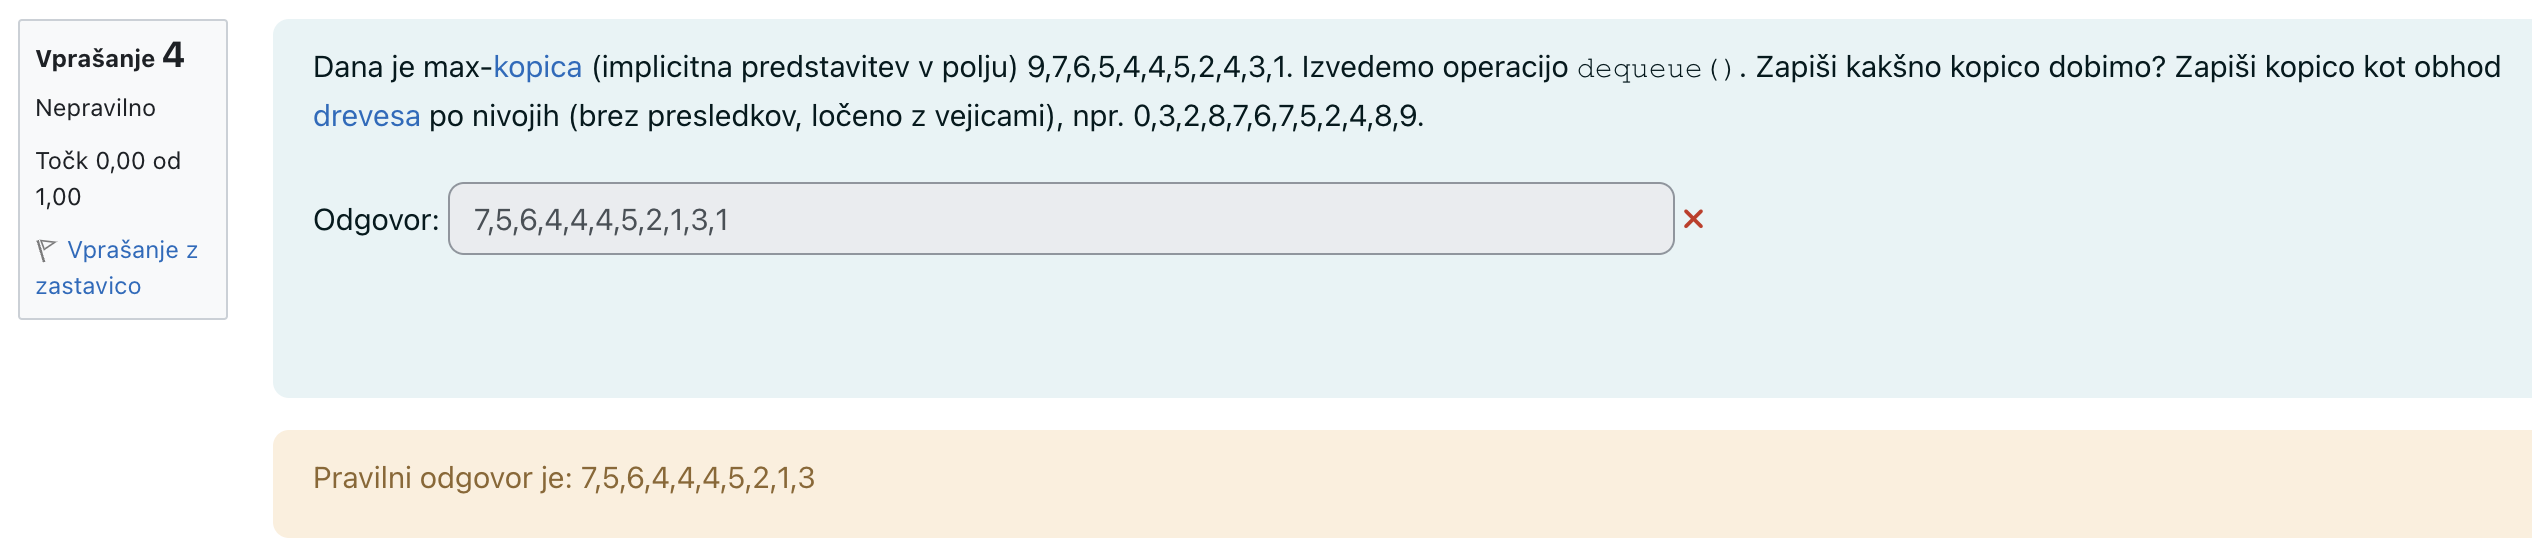 Vprašanje 4
Nepravilno
Točk 0,00 od
1,00
Vprašanje z
zastavico
Dana je max-kopica (implicitna predstavitev v polju) 9,7,6,5,4,4,5,2,4,3,1. Izvedemo operacijo dequeue(). Zapiši kakšno kopico dobimo? Zapiši kopico kot obhod
drevesa po nivojih (brez presledkov, ločeno z vejicami), npr. 0,3,2,8,7,6,7,5,2,4,8,9.
Odgovor: 7,5,6,4,4,4,5,2,1,3,1
Pravilni odgovor je: 7,5,6,4,4,4,5,2,1,3